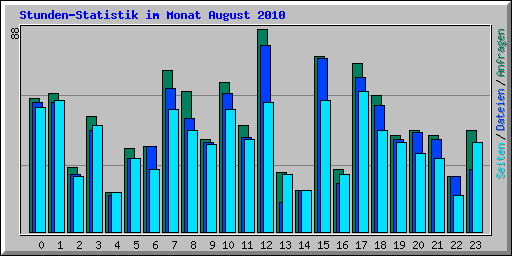 Stunden-Statistik im Monat August 2010
88
Seiten / Dateien / Anfragen
0 1 2 3 4 5 6 7 8 9 10 11 12 13 14 15 16 17 18 19 20 21 22 23